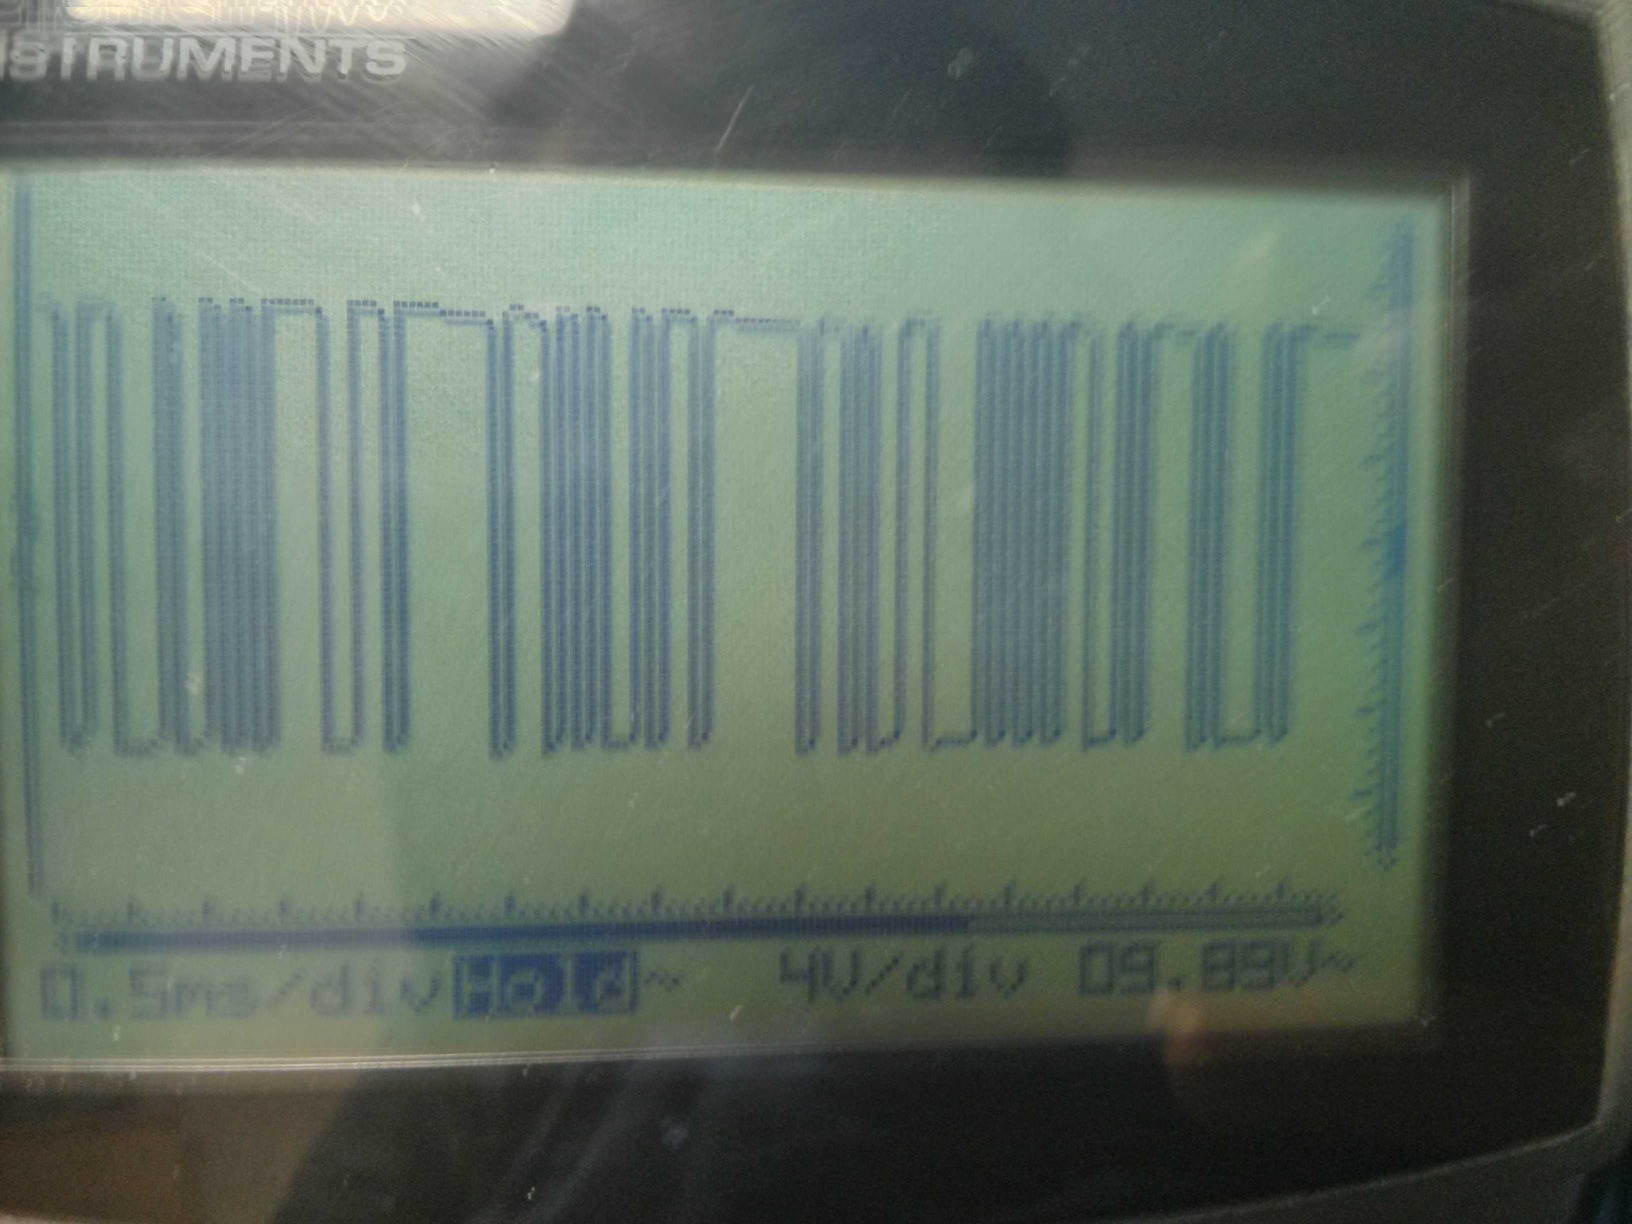 INSTRUMENTS
0.5ms/div Hold ~ 4V/div 09.89V~